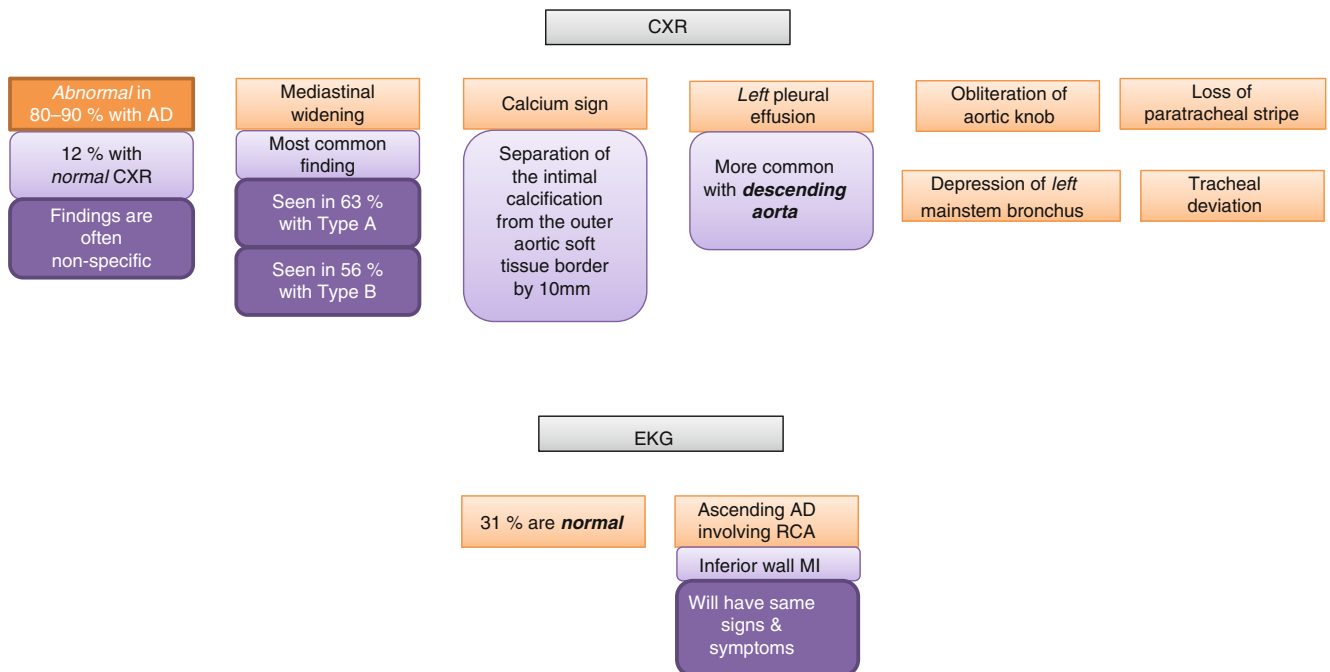 CXR
Abnormal in
80–90 % with AD
12 % with
normal CXR
Findings are
often
non-specific
Mediastinal
widening
Most common
finding
Seen in 63 %
with Type A
Seen in 56 %
with Type B
Calcium sign
Separation of
the intimal
calcification
from the outer
aortic soft
tissue border
by 10mm
Left pleural
effusion
More common
with descending
aorta
Obliteration of
aortic knob
Depression of left
mainstem bronchus
Loss of
paratracheal stripe
Tracheal
deviation
EKG
31 % are normal
Ascending AD
involving RCA
Inferior wall MI
Will have same
signs &
symptoms